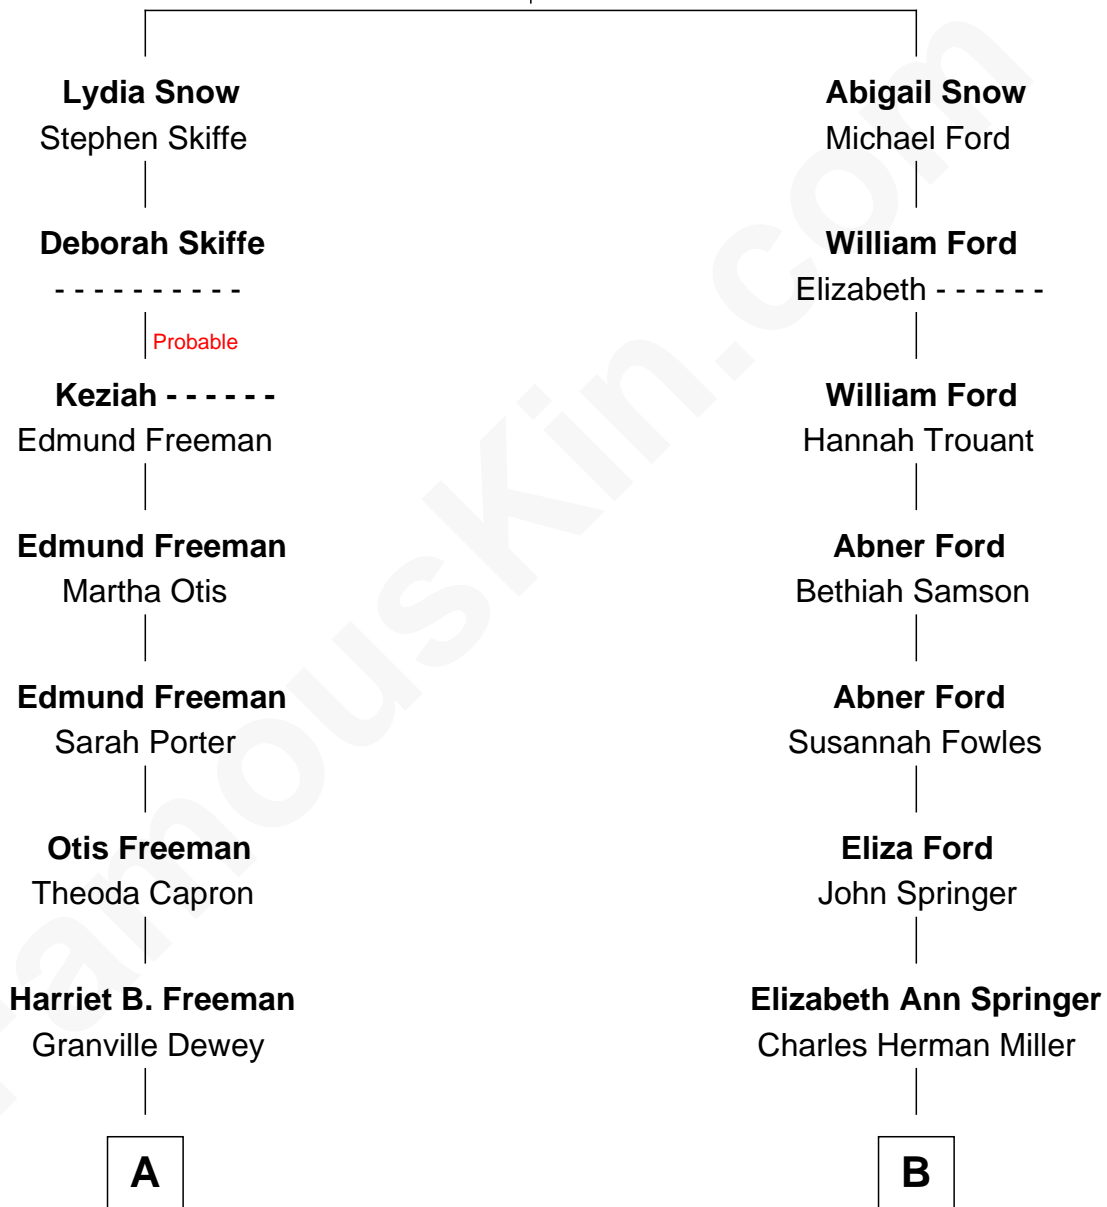 Lydia Snow
Stephen Skiffe
Deborah Skiffe
- - - - - - - - - -
Probable
Keziah - - - - - -
Edmund Freeman
Edmund Freeman
Martha Otis
Edmund Freeman
Sarah Porter
Otis Freeman
Theoda Capron
Harriet B. Freeman
Granville Dewey
A
Abigail Snow
Michael Ford
William Ford
Elizabeth - - - - - -
William Ford
Hannah Trouant
Abner Ford
Bethiah Samson
Abner Ford
Susannah Fowles
Eliza Ford
John Springer
Elizabeth Ann Springer
Charles Herman Miller
B
FamousKin.com